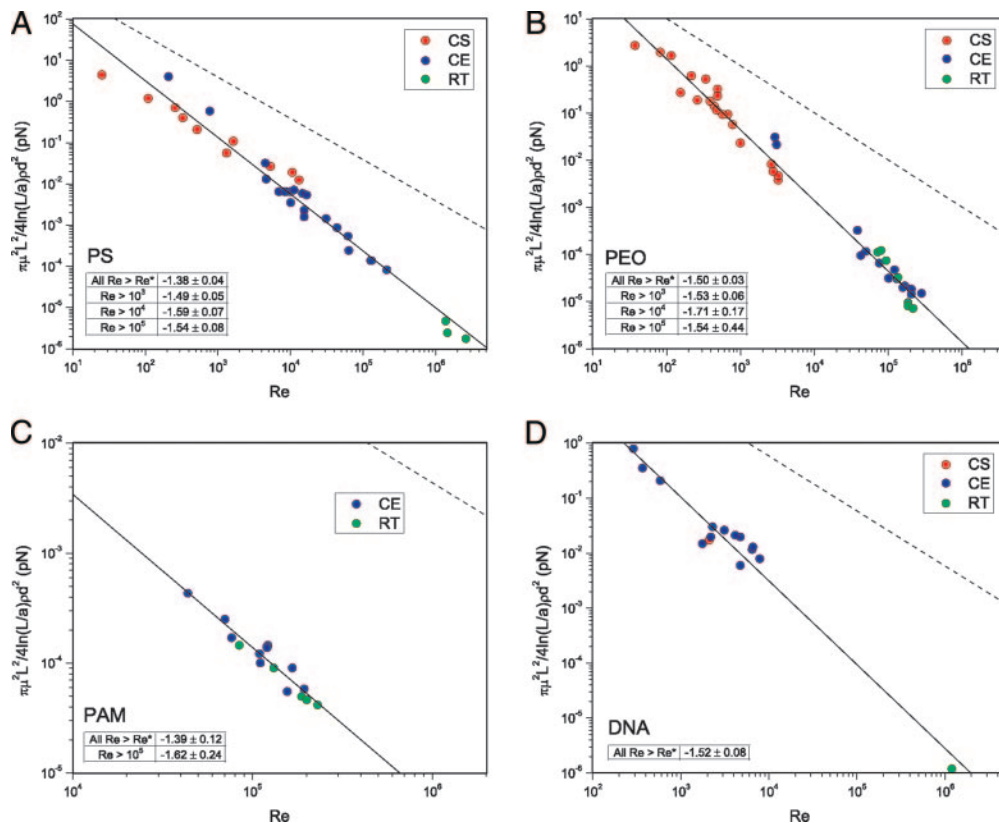 A
B
10^2
10^1
10^0
10^-1
10^-2
10^-3
10^-4
10^-5
10^-6
πμ²L²/4ln(L/a)ρd² (pN)
CS
CE
RT
PS
All Re > Re* -1.38 ± 0.04
Re > 10^3 -1.49 ± 0.05
Re > 10^4 -1.59 ± 0.07
Re > 10^5 -1.54 ± 0.08
10^1 10^2 10^3 10^4 10^5 10^6
Re
10^1
10^0
10^-1
10^-2
10^-3
10^-4
10^-5
10^-6
πμ²L²/4ln(L/a)ρd² (pN)
CS
CE
RT
PEO
All Re > Re* -1.50 ± 0.03
Re > 10^3 -1.53 ± 0.06
Re > 10^4 -1.71 ± 0.17
Re > 10^5 -1.54 ± 0.44
10^1 10^2 10^3 10^4 10^5 10^6
Re
C
D
10^-2
10^-3
10^-4
10^-5
πμ²L²/4ln(L/a)ρd² (pN)
CE
RT
PAM
All Re > Re* -1.39 ± 0.12
Re > 10^5 -1.62 ± 0.24
10^4 10^5 10^6
Re
10^0
10^-1
10^-2
10^-3
10^-4
10^-5
10^-6
πμ²L²/4ln(L/a)ρd² (pN)
CS
CE
RT
DNA
All Re > Re* -1.52 ± 0.08
10^2 10^3 10^4 10^5 10^6
Re